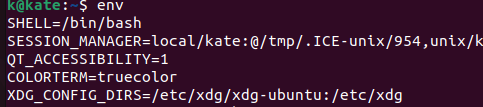 k@kate:~$ env
SHELL=/bin/bash
SESSION_MANAGER=local/kate:@/tmp/.ICE-unix/954,unix/k
QT_ACCESSIBILITY=1
COLORTERM=truecolor
XDG_CONFIG_DIRS=/etc/xdg/xdg-ubuntu:/etc/xdg